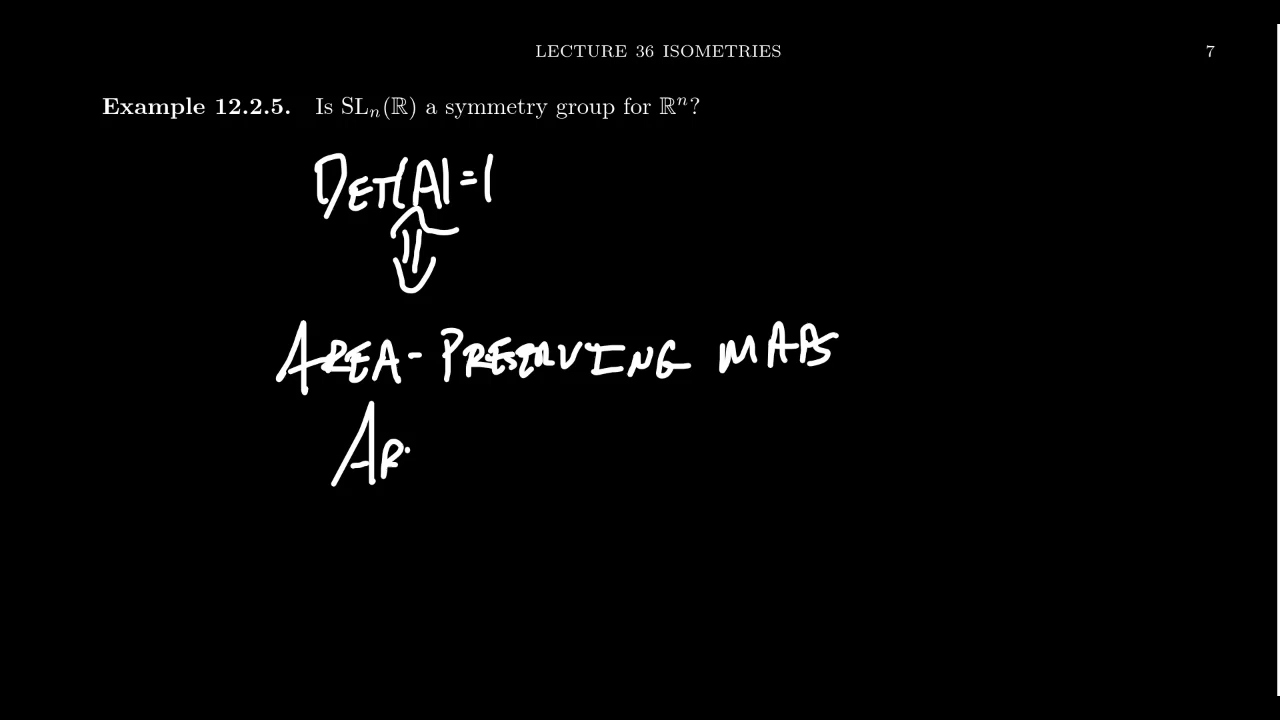 LECTURE 36 ISOMETRIES 7
Example 12.2.5. Is SLₙ(ℝ) a symmetry group for ℝⁿ?
DET(A)=1
⇓
AREA-PRESERVING MAPS
AR